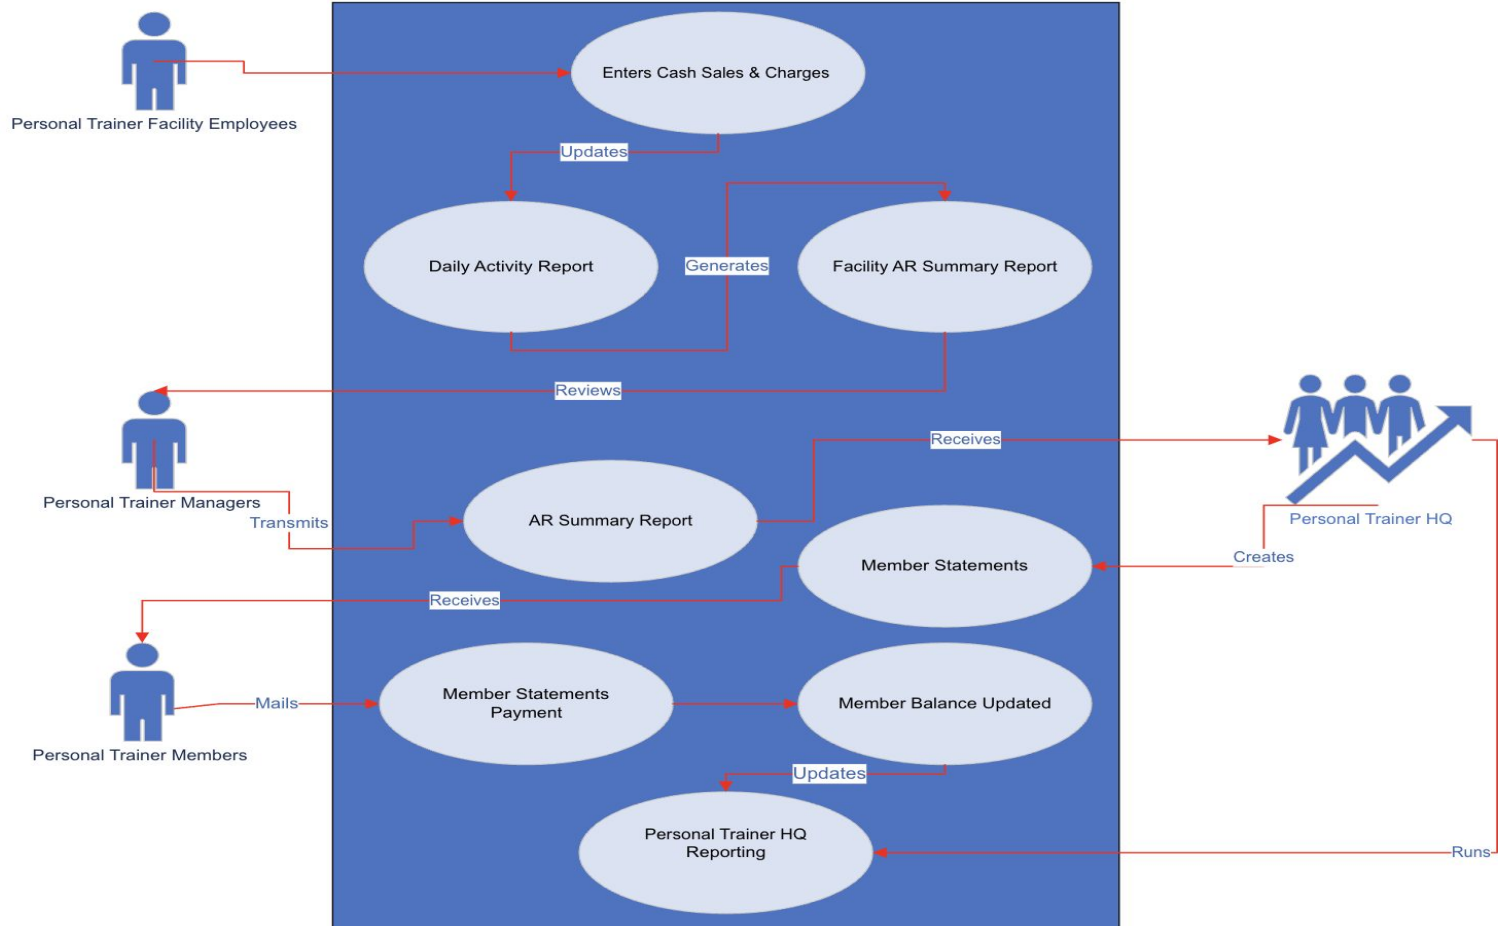 Enters Cash Sales & Charges
Personal Trainer Facility Employees
Updates
Daily Activity Report
Generates
Facility AR Summary Report
Reviews
Receives
Personal Trainer Managers
Transmits
AR Summary Report
Personal Trainer HQ
Creates
Member Statements
Receives
Member Statements
Payment
Mails
Member Balance Updated
Personal Trainer Members
Updates
Personal Trainer HQ
Reporting
Runs